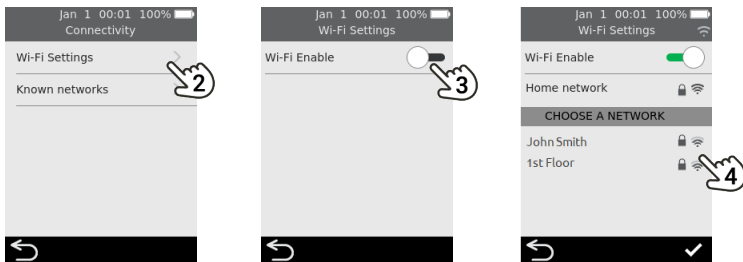 Jan 1 00:01 100%
Connectivity
Wi-Fi Settings
Known networks
2
Jan 1 00:01 100%
Wi-Fi Settings
Wi-Fi Enable
3
Jan 1 00:01 100%
Wi-Fi Settings
Wi-Fi Enable
Home network
CHOOSE A NETWORK
John Smith
1st Floor
4